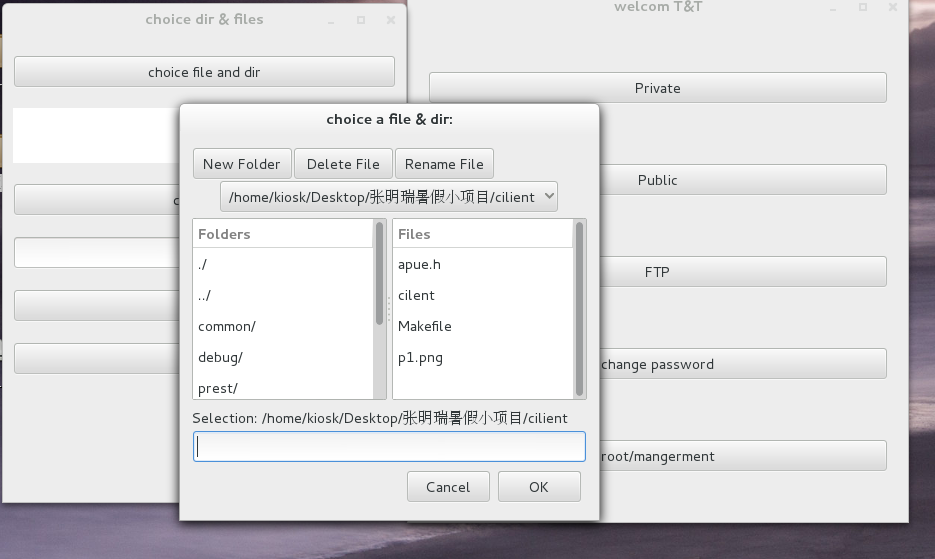 choice dir & files
welcom T&T
choice file and dir
Private
choice a file & dir:
New Folder
Delete File
Rename File
Public
/home/kiosk/Desktop/张明瑞暑假小项目/cilient
Folders
Files
./
apue.h
FTP
../
cilent
common/
Makefile
debug/
p1.png
change password
prest/
Selection: /home/kiosk/Desktop/张明瑞暑假小项目/cilient
root/mangerment
Cancel
OK